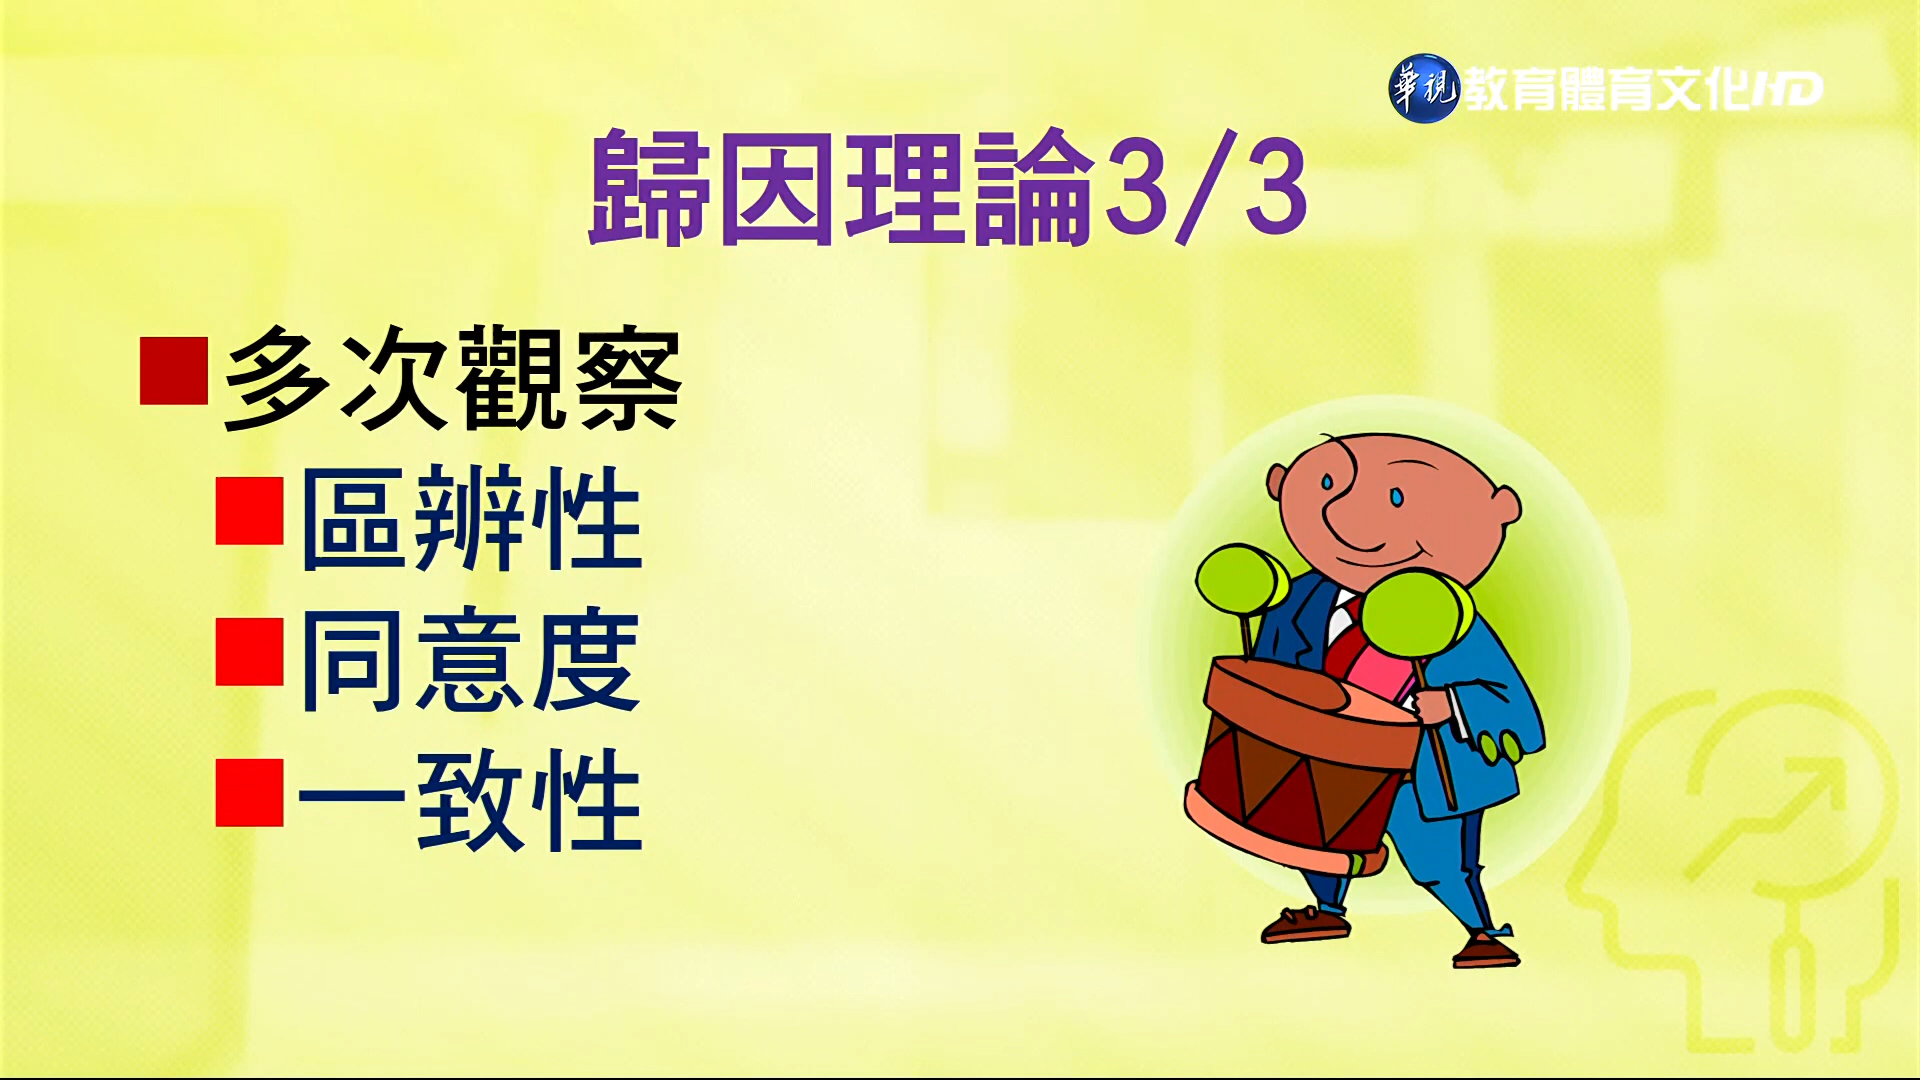 華視 教育體育文化HD
歸因理論3/3
多次觀察
區辨性
同意度
一致性